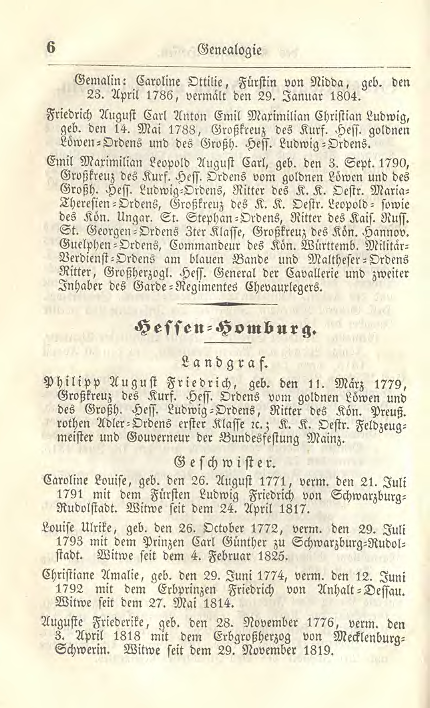 6 Genealogie
Gemalin: Caroline Ottilie, Fürstin von Nidda, geb. den
23. April 1786, vermält den 29. Januar 1804.
Friedrich August Carl Anton Emil Maximilian Christian Ludwig,
geb. den 14. Mai 1788, Großkreuz des Kurf. Hess. goldnen
Löwen-Ordens und des Großh. Hess. Ludwig-Ordens.
Emil Maximilian Leopold August Carl, geb. den 3. Sept. 1790,
Großkreuz des Kurf. Hess. Ordens vom goldnen Löwen und des
Großh. Hess. Ludwig-Ordens, Ritter des K. K. Oestr. Maria-
Theresien-Ordens, Großkreuz des K. K. Oestr. Leopold- sowie
des Kön. Ungar. St. Stephan-Ordens, Ritter des Kais. Russ.
St. Georgen-Ordens 3ter Klasse, Großkreuz des Kön. Hannov.
Guelphen-Ordens, Commandeur des Kön. Württemb. Militär-
Verdienst-Ordens am blauen Bande und Maltheser-Ordens
Ritter, Großherzogl. Hess. General der Cavallerie und zweiter
Inhaber des Garde-Regimentes Chevaurlegers.
Hessen-Homburg.
Landgraf.
Philipp August Friedrich, geb. den 11. März 1779,
Großkreuz des Kurf. Hess. Ordens vom goldnen Löwen und
des Großh. Hess. Ludwig-Ordens, Ritter des Kön. Preuß.
rothen Adler-Ordens erster Klasse ꝛc.; K. K. Oestr. Feldzeug-
meister und Gouverneur der Bundesfestung Mainz.
Geschwister.
Caroline Louise, geb. den 26. August 1771, verm. den 21. Juli
1791 mit dem Fürsten Ludwig Friedrich von Schwarzburg-
Rudolstadt. Witwe seit dem 24. April 1817.
Louise Ulrike, geb. den 26. October 1772, verm. den 29. Juli
1793 mit dem Prinzen Carl Günther zu Schwarzburg-Rudol-
stadt. Witwe seit dem 4. Februar 1825.
Christiane Amalie, geb. den 29. Juni 1774, verm. den 12. Juni
1792 mit dem Erbprinzen Friedrich von Anhalt-Dessau.
Witwe seit dem 27. Mai 1814.
Auguste Friederike, geb. den 28. November 1776, verm. den
3. April 1818 mit dem Erbgroßherzog von Mecklenburg-
Schwerin. Witwe seit dem 29. November 1819.